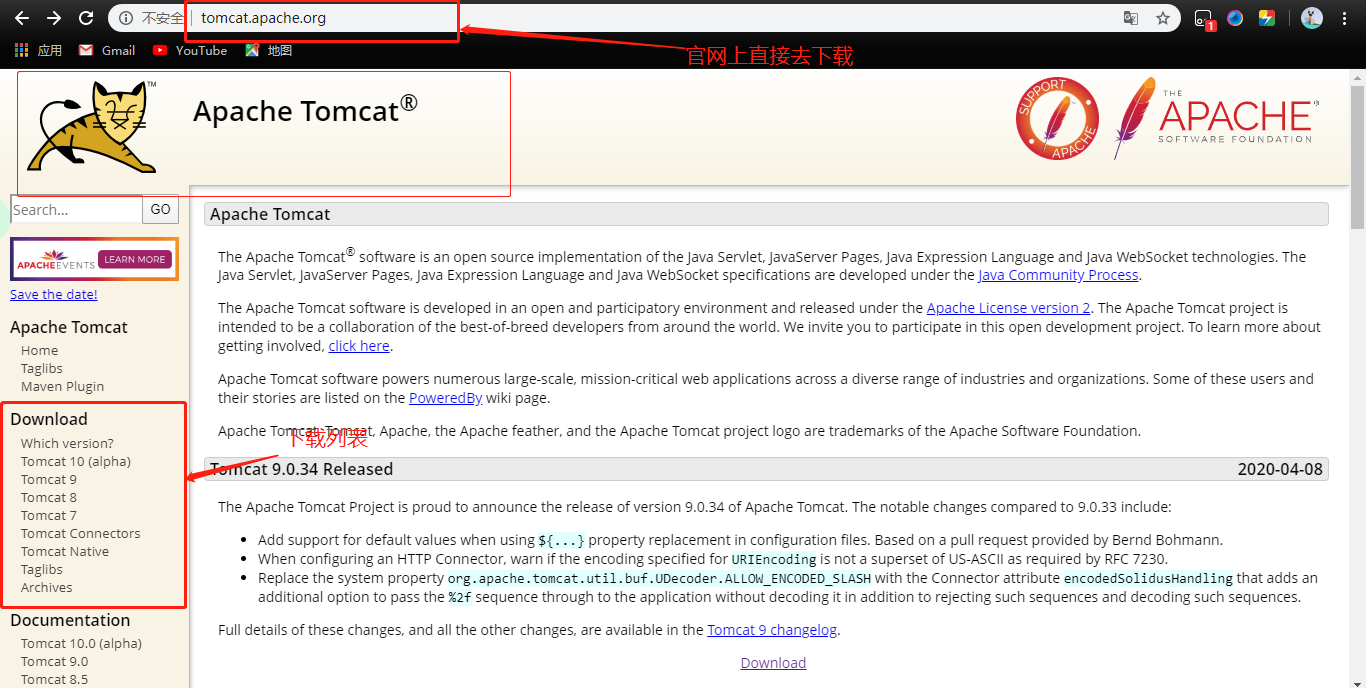 不安全 tomcat.apache.org
1
应用 Gmail YouTube 地图
官网上直接去下载
TM
Apache Tomcat®
SUPPORT APACHE
THE
APACHE®
SOFTWARE FOUNDATION
Search... GO
APACHEEVENTS LEARN MORE
Save the date!
Apache Tomcat
Home
Taglibs
Maven Plugin
Download
Which version?
Tomcat 10 (alpha)
Tomcat 9
Tomcat 8
Tomcat 7
Tomcat Connectors
Tomcat Native
Taglibs
Archives
Documentation
Tomcat 10.0 (alpha)
Tomcat 9.0
Tomcat 8.5
下载列表
Apache Tomcat
The Apache Tomcat® software is an open source implementation of the Java Servlet, JavaServer Pages, Java Expression Language and Java WebSocket technologies. The
Java Servlet, JavaServer Pages, Java Expression Language and Java WebSocket specifications are developed under the Java Community Process.
The Apache Tomcat software is developed in an open and participatory environment and released under the Apache License version 2. The Apache Tomcat project is
intended to be a collaboration of the best-of-breed developers from around the world. We invite you to participate in this open development project. To learn more about
getting involved, click here.
Apache Tomcat software powers numerous large-scale, mission-critical web applications across a diverse range of industries and organizations. Some of these users and
their stories are listed on the PoweredBy wiki page.
Apache Tomcat, Tomcat, Apache, the Apache feather, and the Apache Tomcat project logo are trademarks of the Apache Software Foundation.
Tomcat 9.0.34 Released 2020-04-08
The Apache Tomcat Project is proud to announce the release of version 9.0.34 of Apache Tomcat. The notable changes compared to 9.0.33 include:
• Add support for default values when using ${...} property replacement in configuration files. Based on a pull request provided by Bernd Bohmann.
• When configuring an HTTP Connector, warn if the encoding specified for URIEncoding is not a superset of US-ASCII as required by RFC 7230.
• Replace the system property org.apache.tomcat.util.buf.UDecoder.ALLOW_ENCODED_SLASH with the Connector attribute encodedSolidusHandling that adds an
additional option to pass the %2f sequence through to the application without decoding it in addition to rejecting such sequences and decoding such sequences.
Full details of these changes, and all the other changes, are available in the Tomcat 9 changelog.
Download